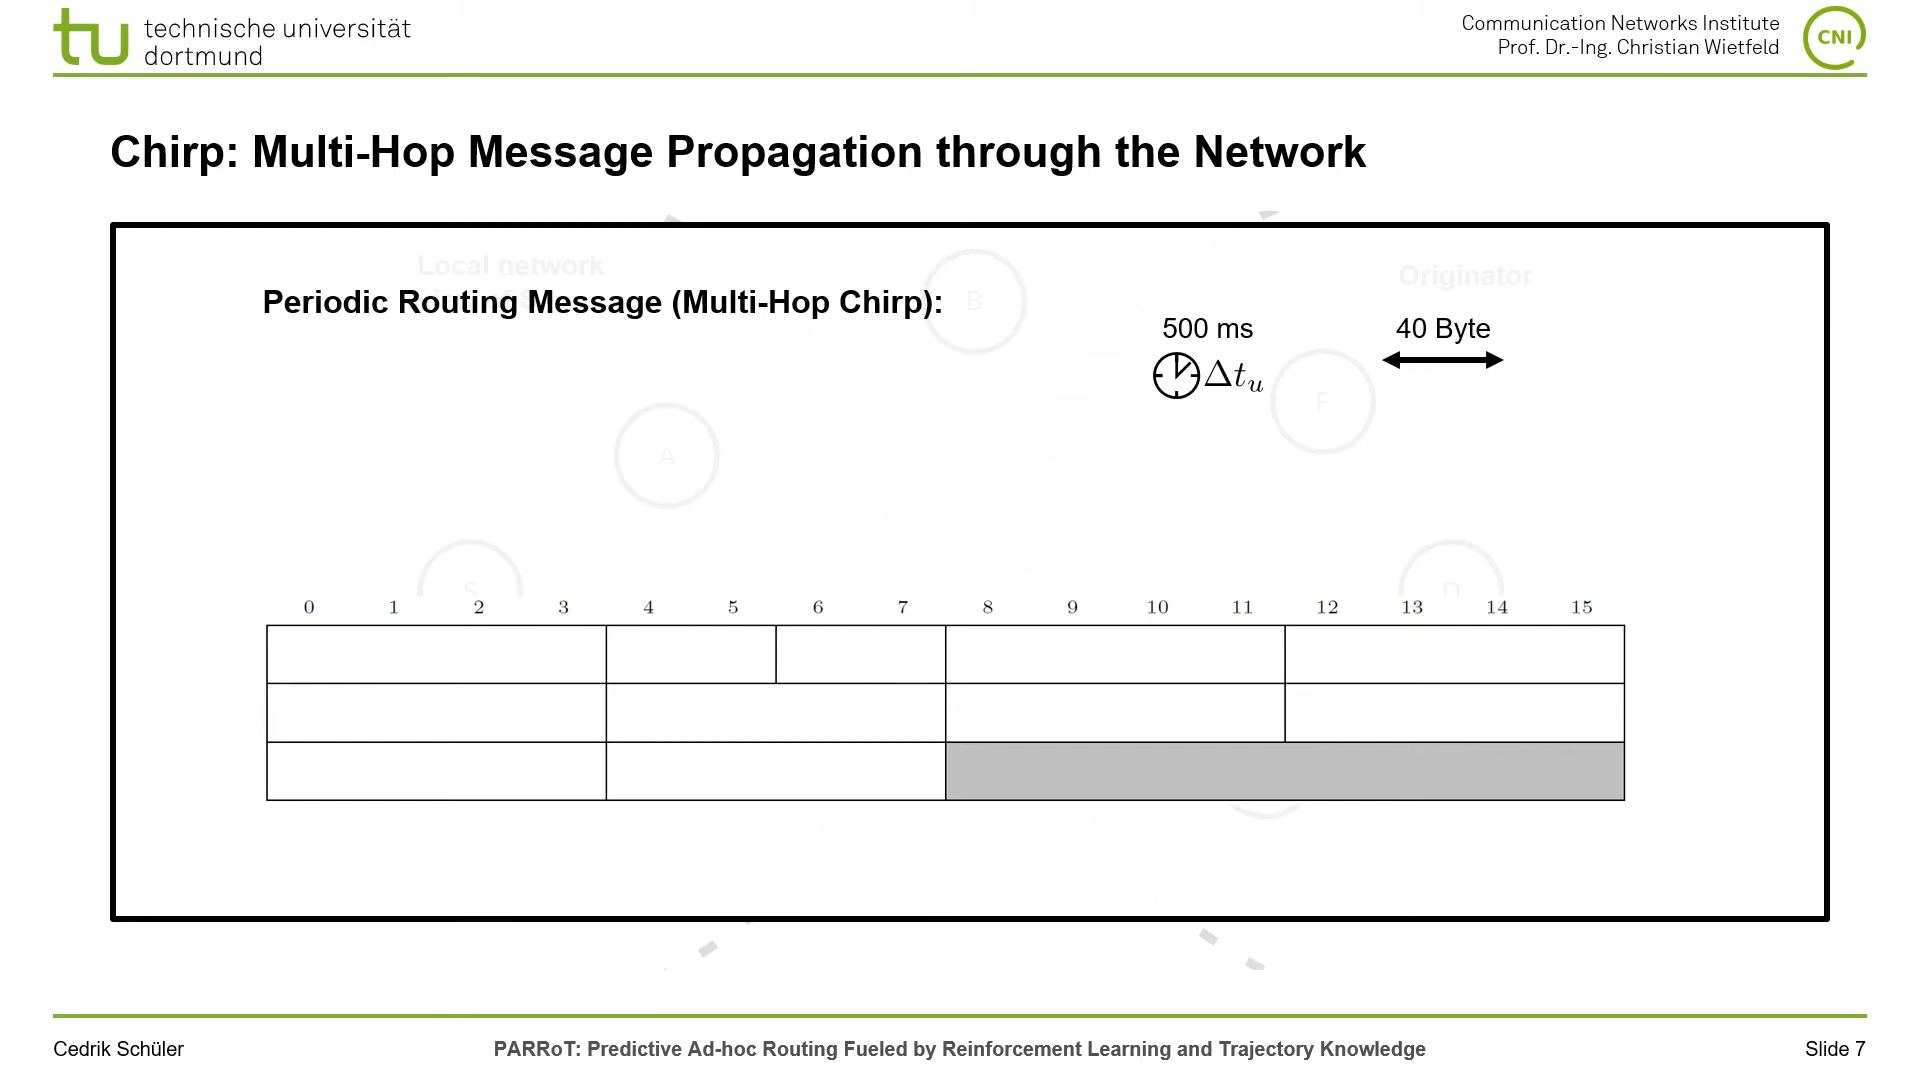 technische universität
dortmund
Communication Networks Institute
Prof. Dr.-Ing. Christian Wietfeld
CNI
Chirp: Multi-Hop Message Propagation through the Network
Local network
Originator
Periodic Routing Message (Multi-Hop Chirp):
B
500 ms
40 Byte
Δt_u
F
A
S
D
0 1 2 3 4 5 6 7 8 9 10 11 12 13 14 15
Cedrik Schüler
PARRoT: Predictive Ad-hoc Routing Fueled by Reinforcement Learning and Trajectory Knowledge
Slide 7